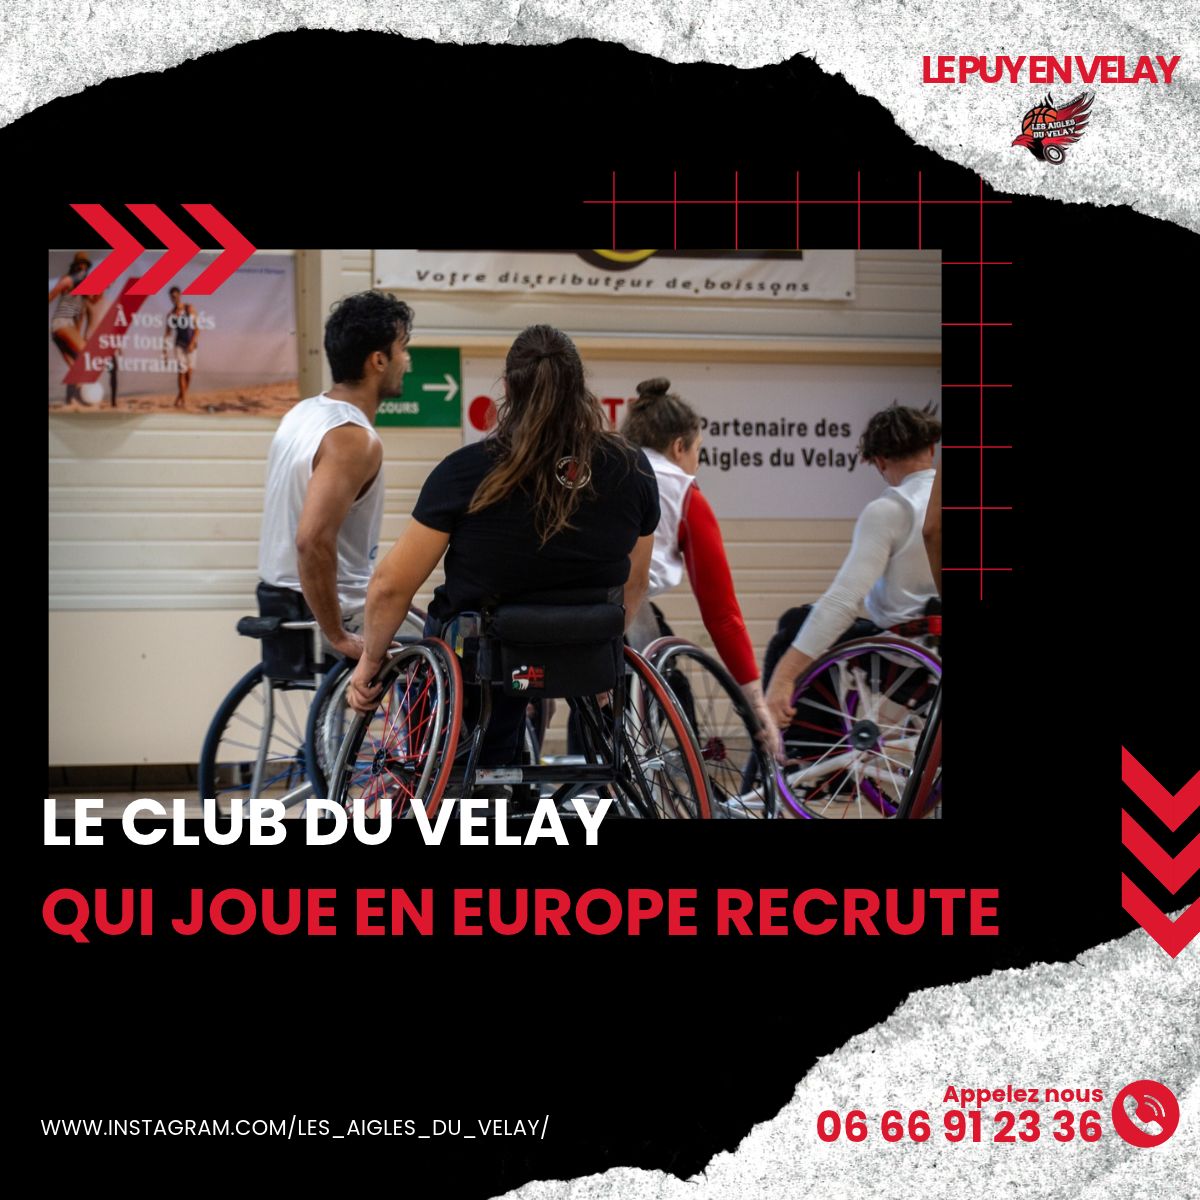 LE PUY EN VELAY
LES AIGLES
DU VELAY
Votre distributeur de boissons
À vos côtés
sur tous
les terrains
COURS
Partenaire des
Aigles du Velay
LE CLUB DU VELAY
QUI JOUE EN EUROPE RECRUTE
Appelez nous
06 66 91 23 36
WWW.INSTAGRAM.COM/LES_AIGLES_DU_VELAY/